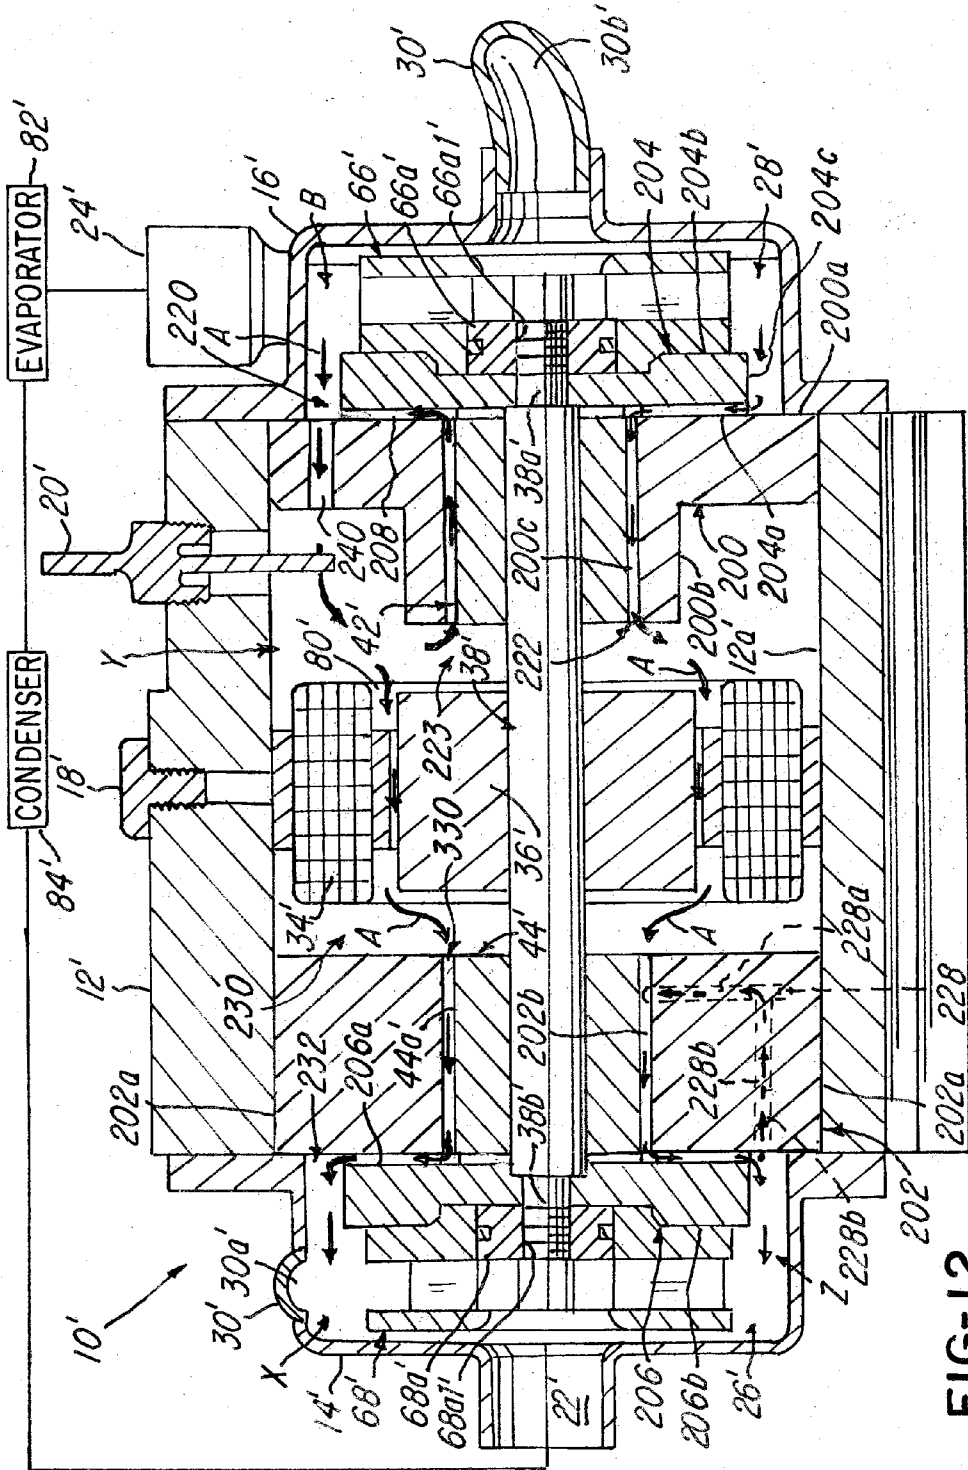 CONDENSER
EVAPORATOR
84'
82'
10'
12'
18'
20'
24'
202a
34'
Y
220
A
16'
B
30'
30b'
66'
66a'
66a1'
204
204b
28'
204c
200a
230
232
206a
44a'
A
330
44'
80'
42'
240
208
223
38'
36'
222
200c
38a'
A
200b
200
204a
12a'
30'
30a'
X
14'
68'
68a'
68a1'
22'
206
206b
26'
38b'
202b
228b
A
228a
Z
228b
202
202a
228
FIG-12